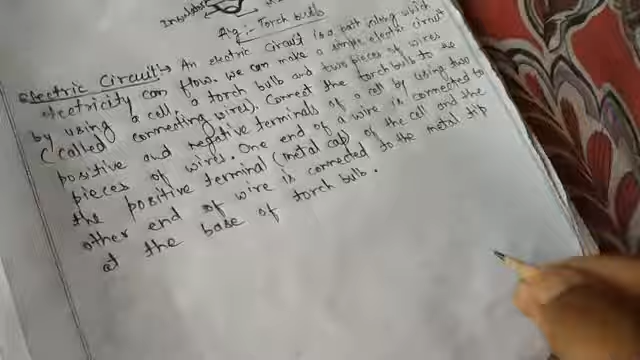 Insulator
Fig :- Torch bulb
Electric Circuit :→ An electric circuit is a path along which
electricity can flow. We can make a simple electric circuit
by using a cell, a torch bulb and two pieces of wires
(called connecting wires). Connect the torch bulb to the
positive and negative terminals of a cell by using two
pieces of wires. One end of a wire is connected to
the positive terminal (metal cap) of the cell and the
other end of wire is connected to the metal tip
at the base of torch bulb.